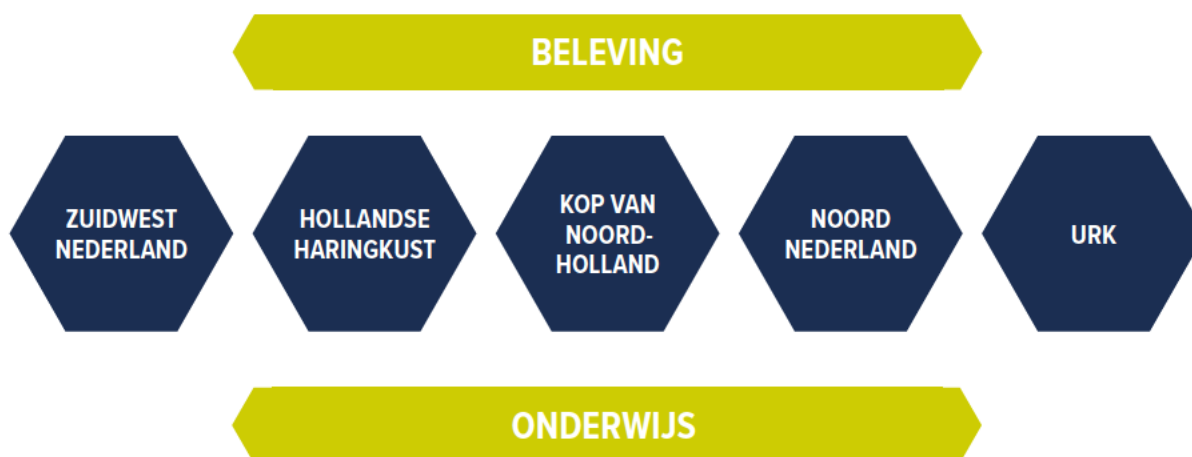 BELEVING
ZUIDWEST
NEDERLAND
HOLLANDSE
HARINGKUST
KOP VAN
NOORD-
HOLLAND
NOORD
NEDERLAND
URK
ONDERWIJS